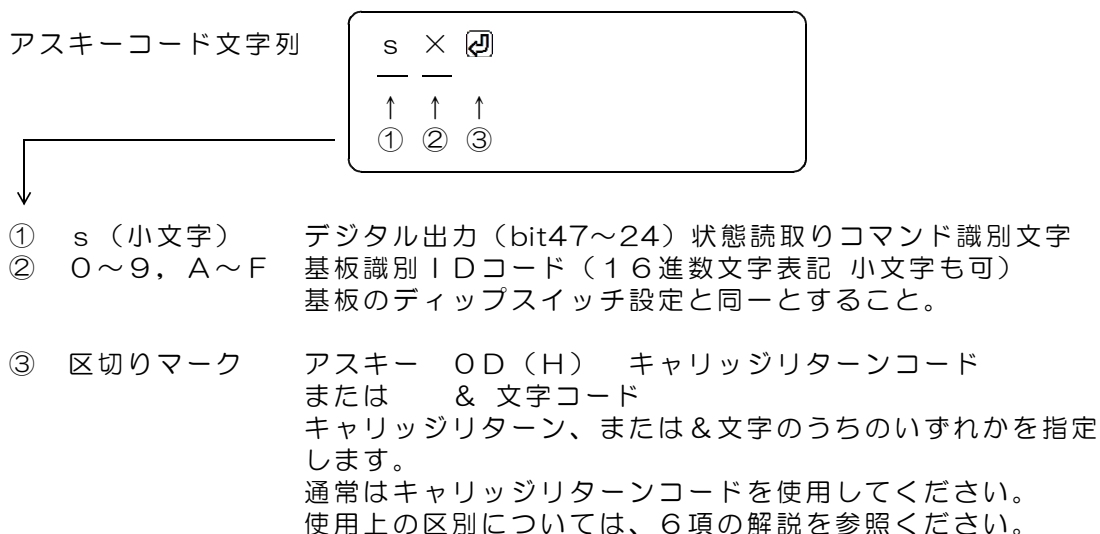 アスキーコード文字列
ｓ × ⏎
↑ ↑ ↑
① ② ③
① ｓ（小文字） デジタル出力（bit47～24）状態読取りコマンド識別文字
② ０～９，Ａ～Ｆ 基板識別ＩＤコード（１６進数文字表記 小文字も可）
基板のディップスイッチ設定と同一とすること。
③ 区切りマーク アスキー ０Ｄ（Ｈ） キャリッジリターンコード
または ＆ 文字コード
キャリッジリターン、または＆文字のうちのいずれかを指定
します。
通常はキャリッジリターンコードを使用してください。
使用上の区別については、６項の解説を参照ください。